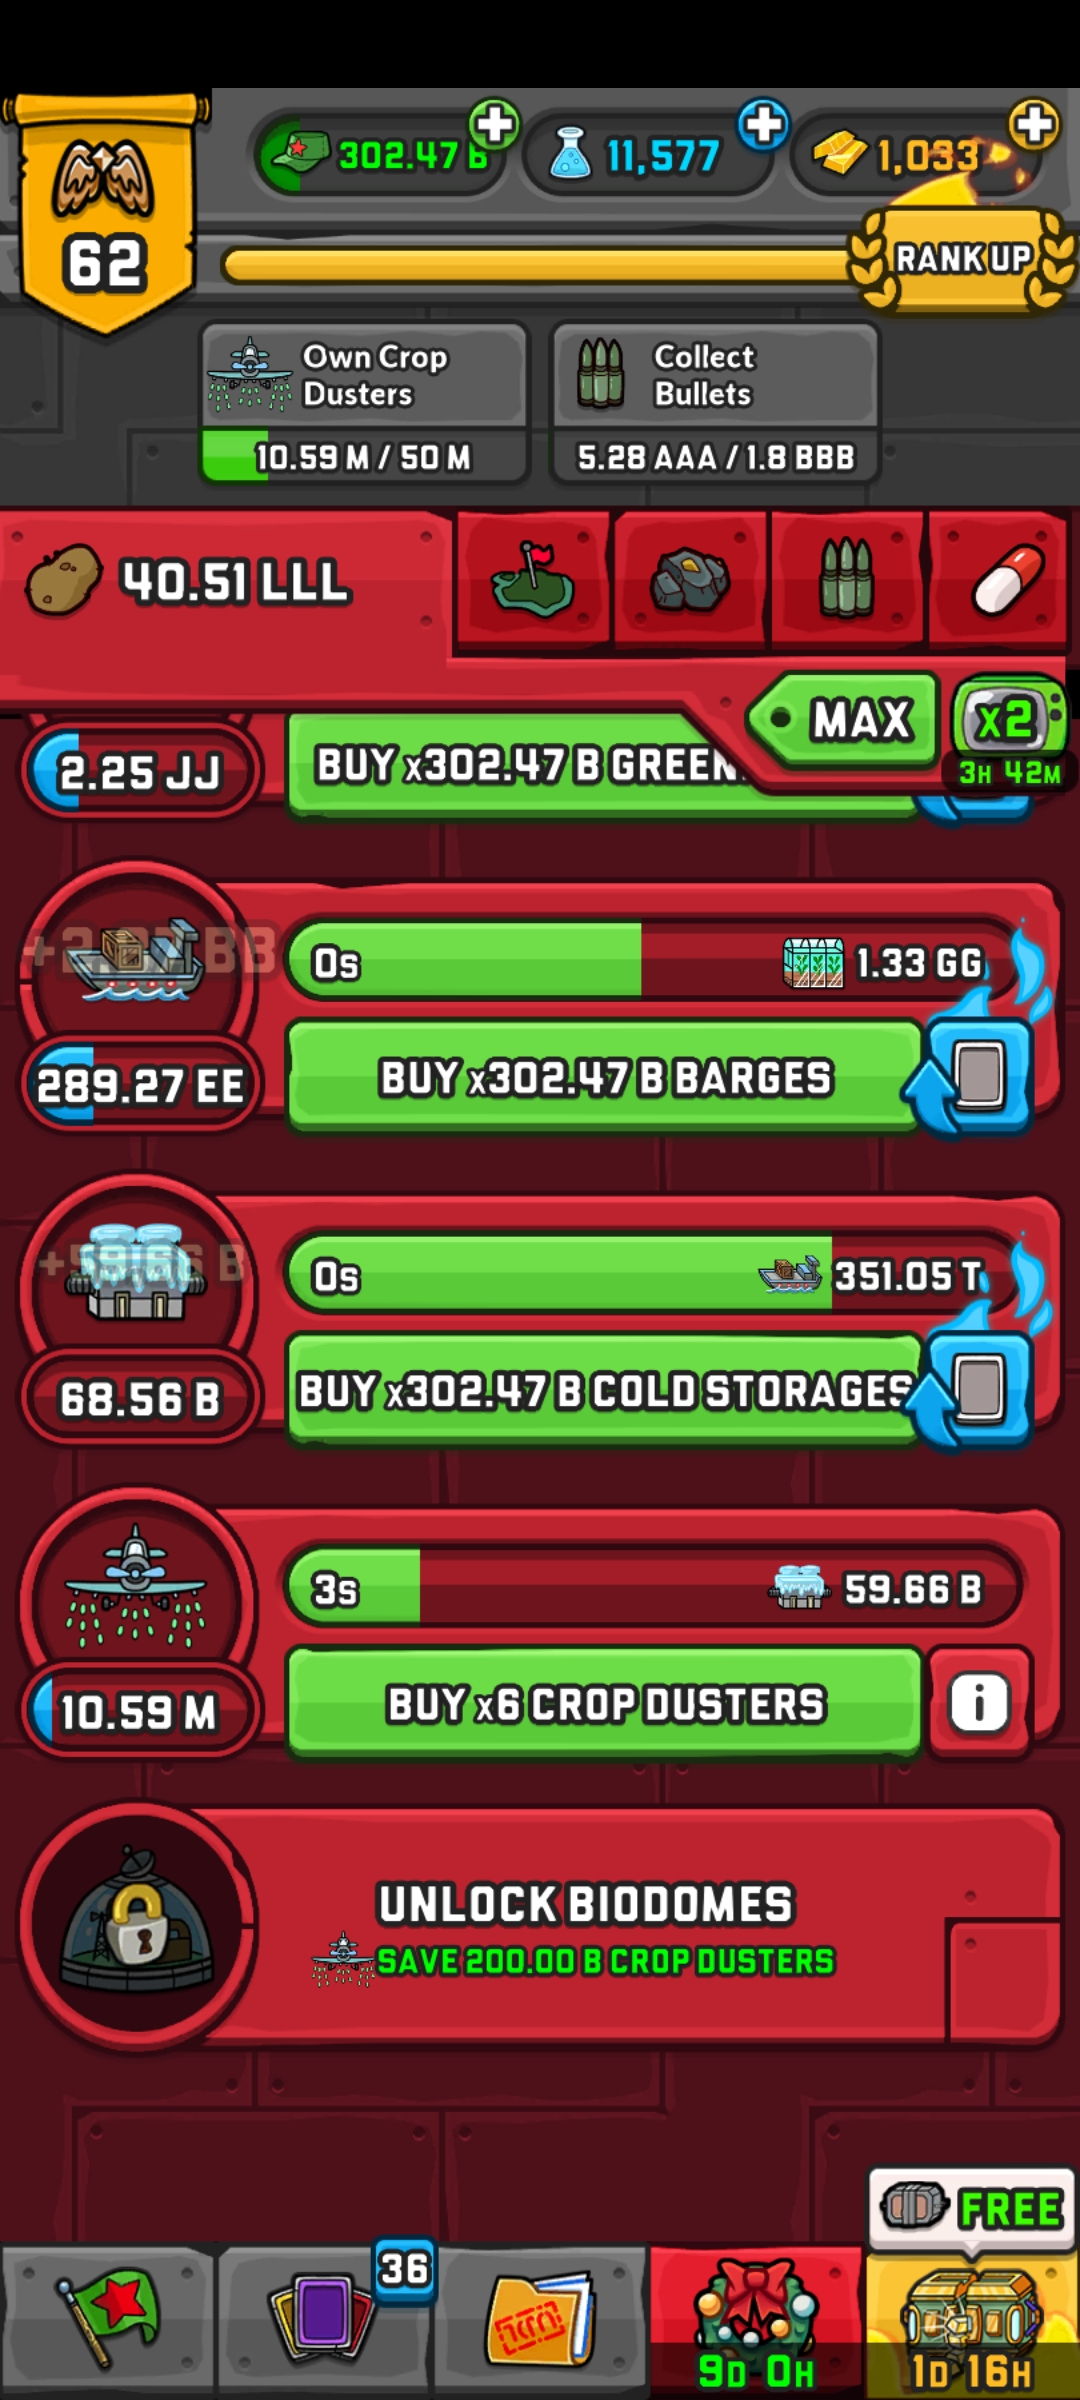 302.47 B
11,577
1,033
62
RANK UP
Own Crop
Dusters
10.59 M / 50 M
Collect
Bullets
5.28 AAA / 1.8 BBB
40.51 LLL
MAX
x2
3H 42M
2.25 JJ
BUY x302.47 B GREEN
0s
1.33 GG
289.27 EE
BUY x302.47 B BARGES
+59.66 B
0s
351.05 T
68.56 B
BUY x302.47 B COLD STORAGES
3s
59.66 B
10.59 M
BUY x6 CROP DUSTERS
i
UNLOCK BIODOMES
SAVE 200.00 B CROP DUSTERS
FREE
36
9D 0H
1D 16H